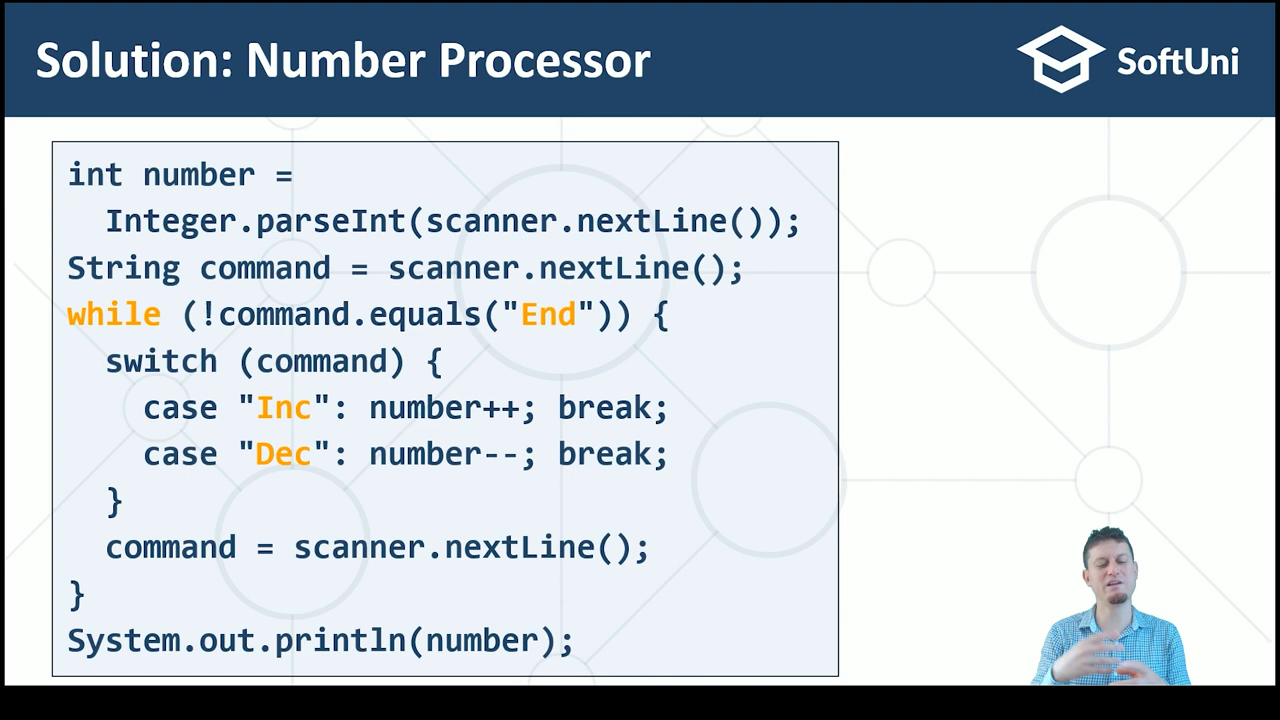 Solution: Number Processor
SoftUni
int number =
  Integer.parseInt(scanner.nextLine());
String command = scanner.nextLine();
while (!command.equals("End")) {
  switch (command) {
    case "Inc": number++; break;
    case "Dec": number--; break;
  }
  command = scanner.nextLine();
}
System.out.println(number);